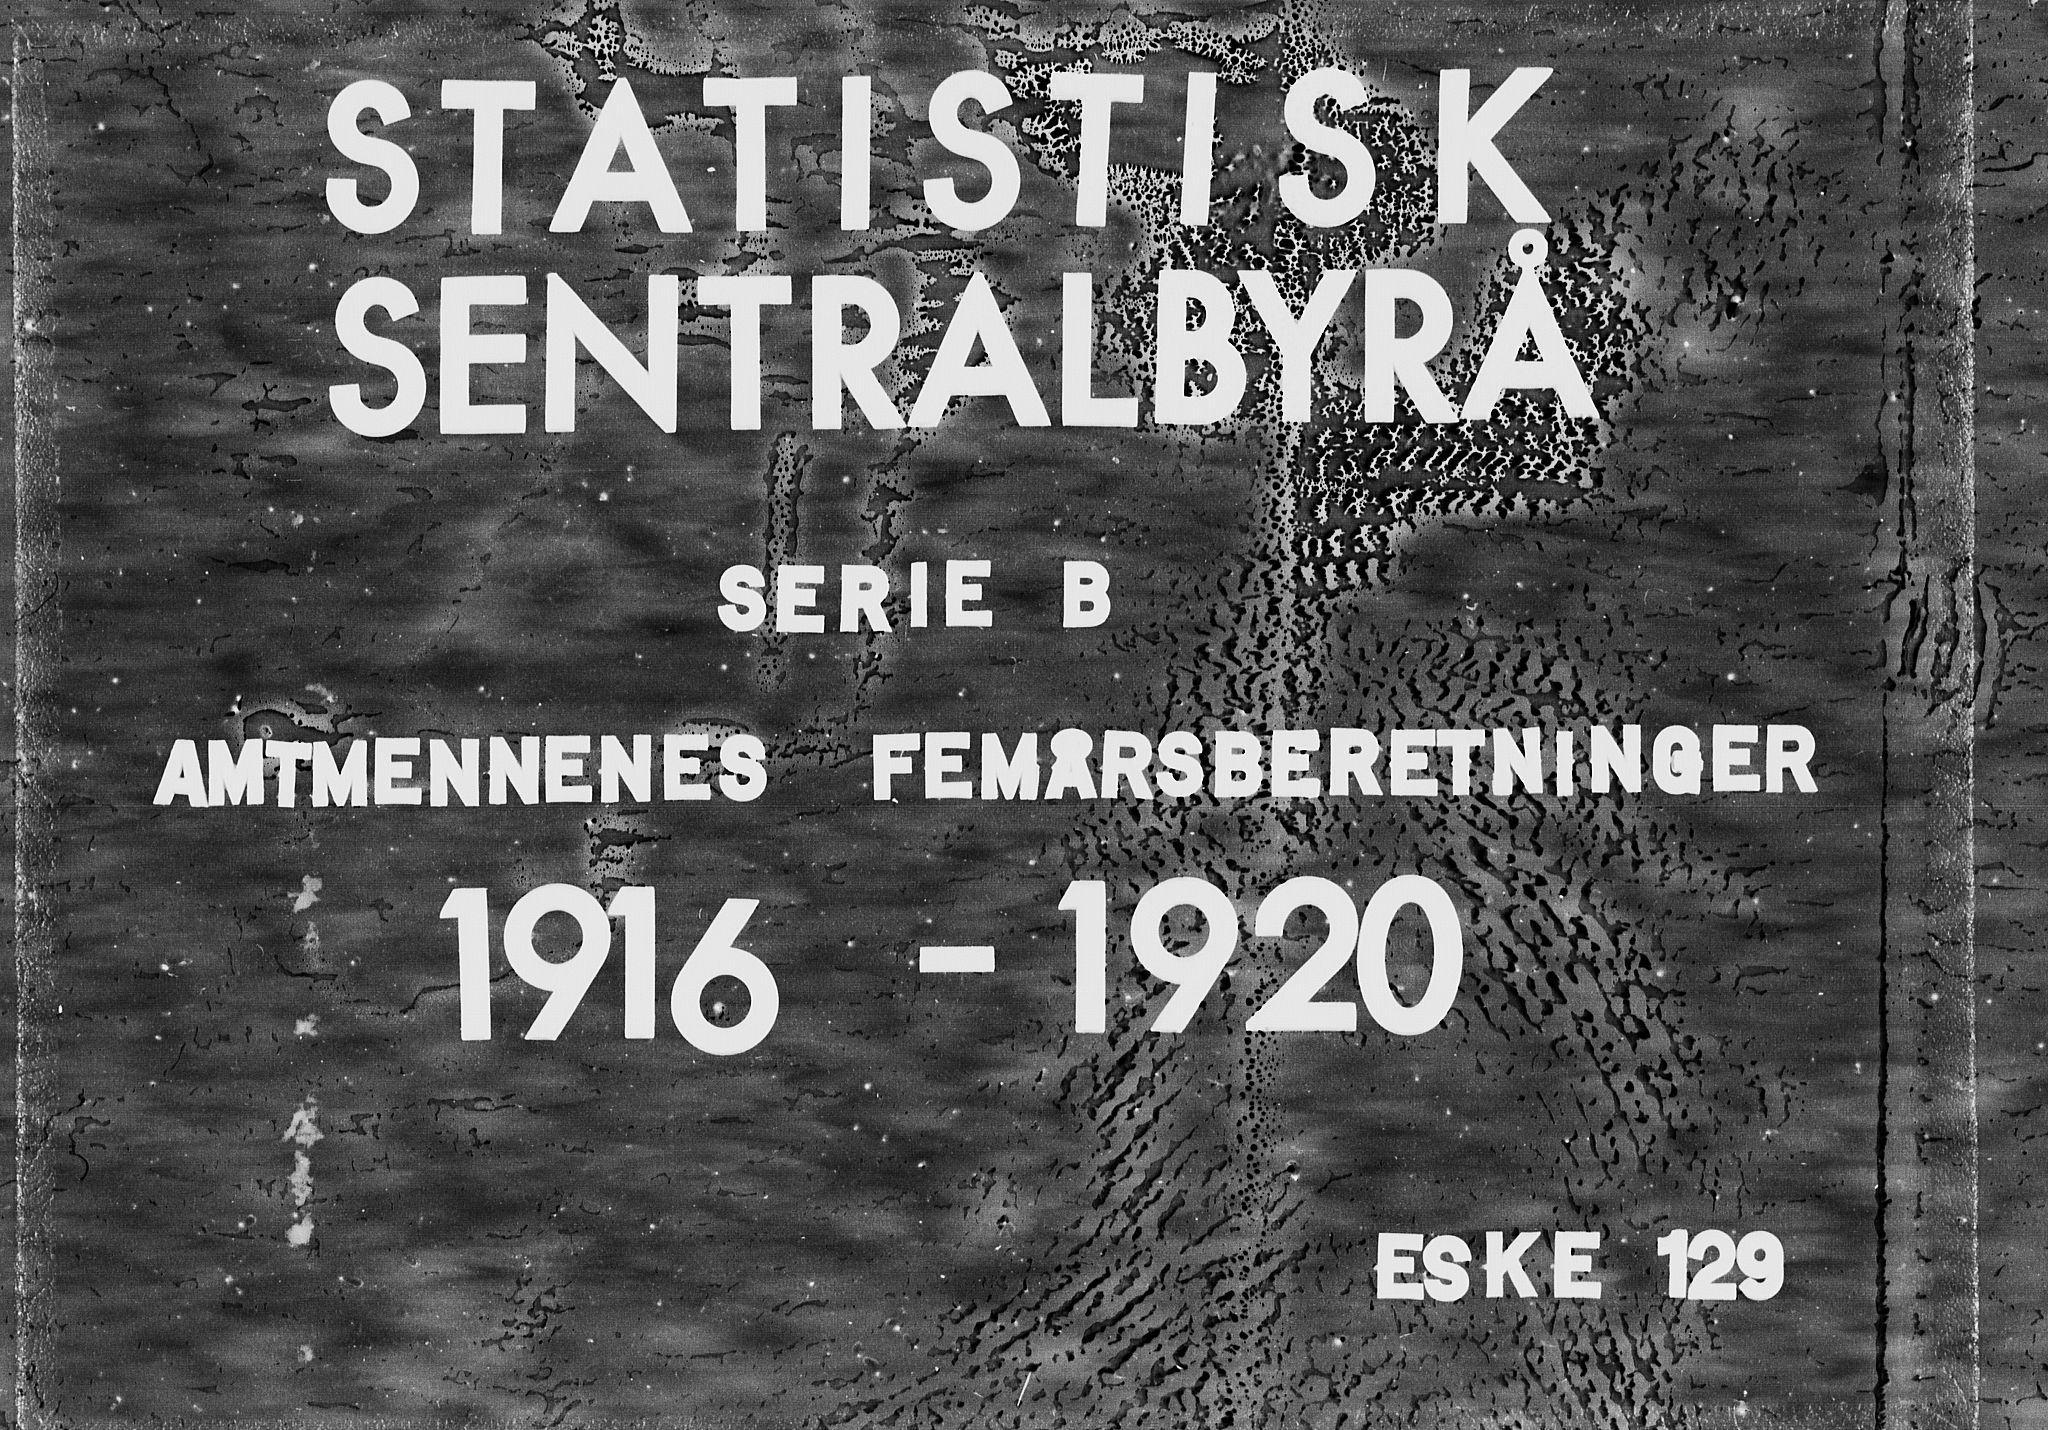 STATISTISK
SENTRALBYRÅ
SERIE B
AMTMENNENES FEMÅRSBERETNINGER
1916 - 1920
ESKE 129